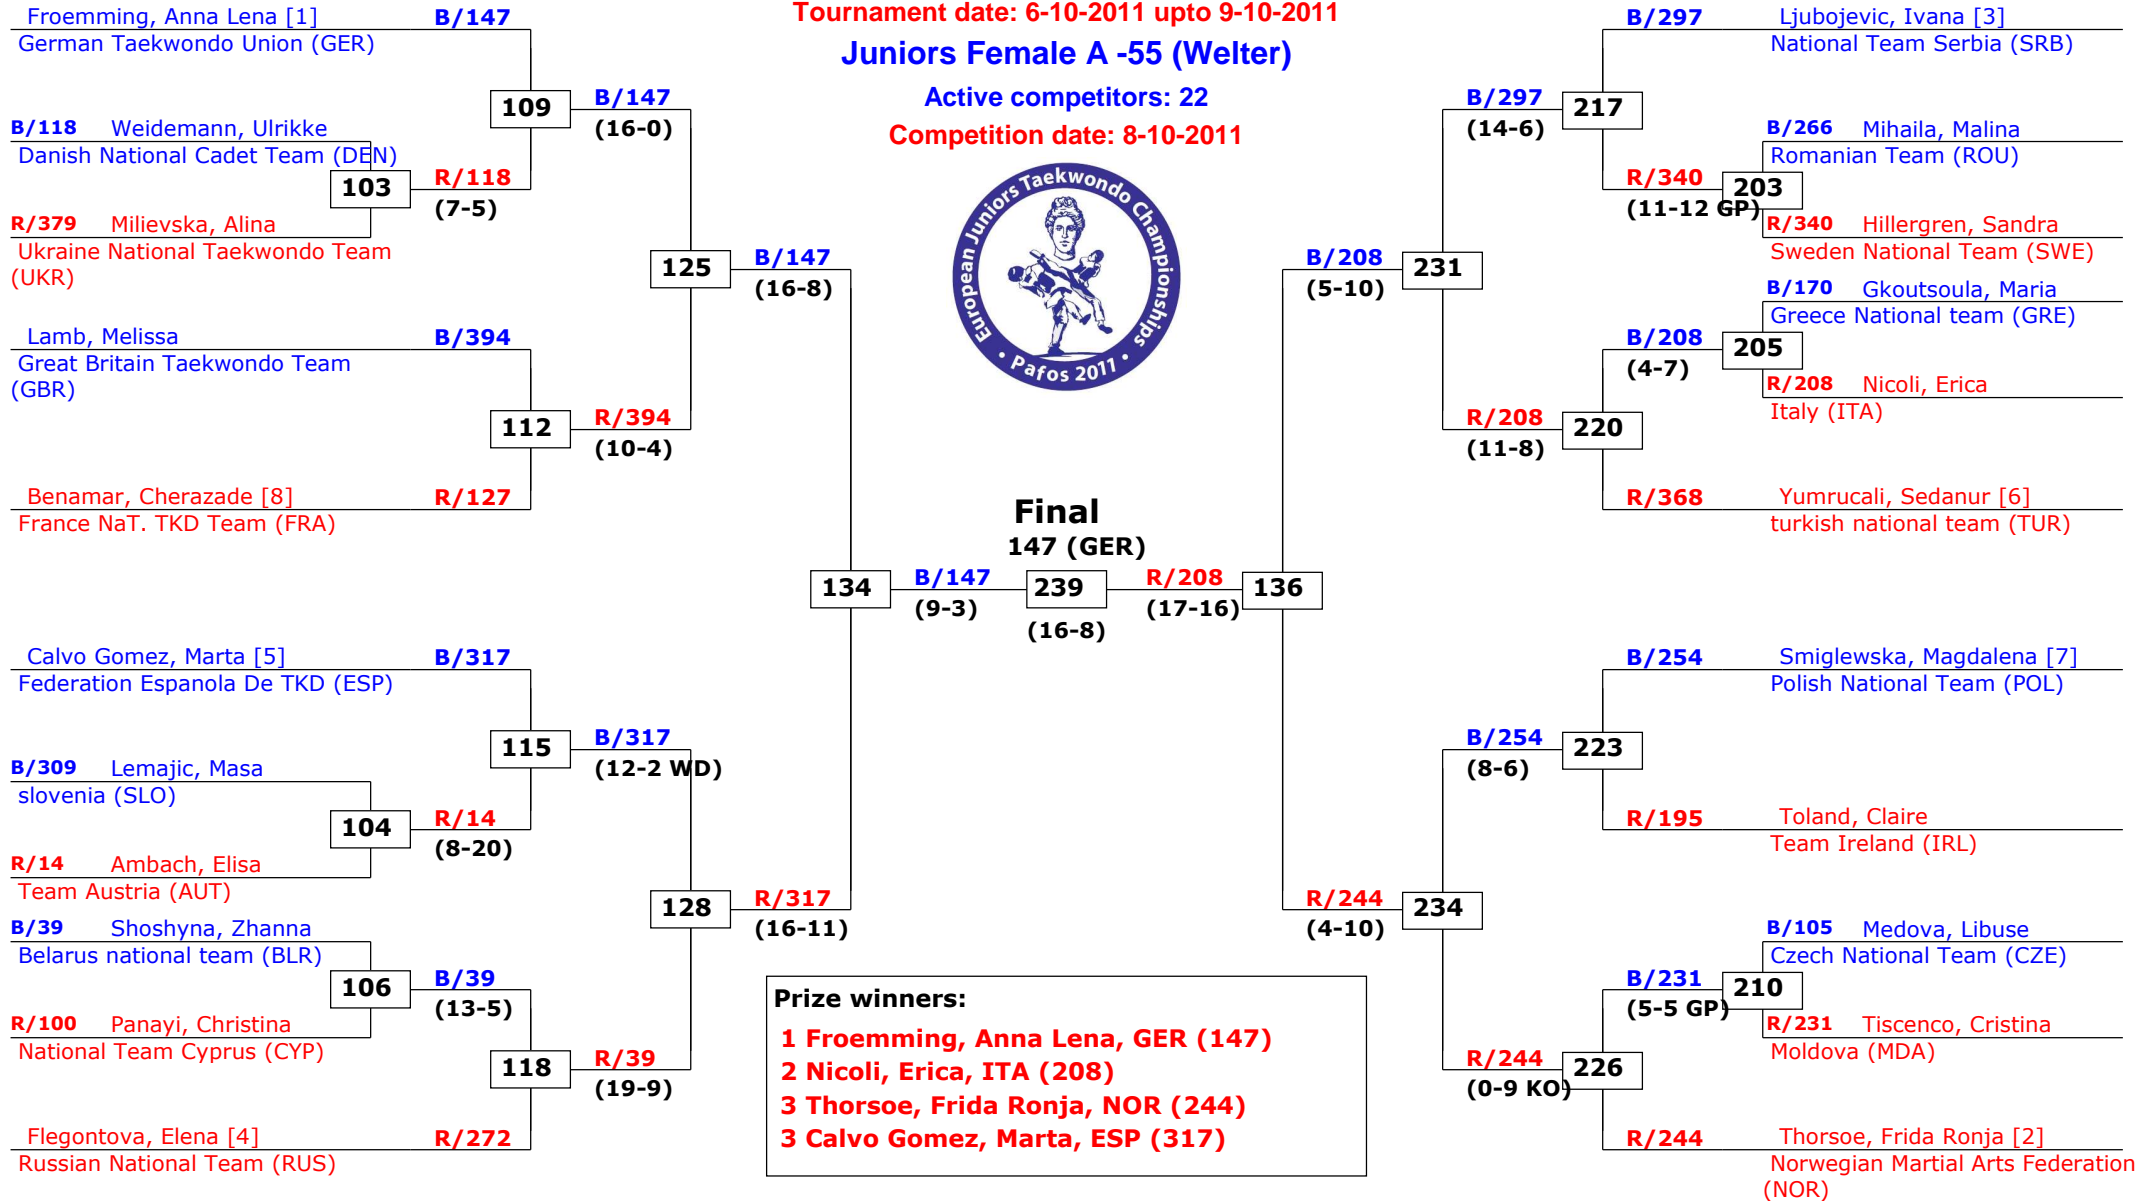 Tournament date: 6-10-2011 upto 9-10-2011
Juniors Female A -55 (Welter)
Active competitors: 22
Competition date: 8-10-2011
European Juniors Taekwondo Championships
• Pafos 2011 •
Froemming, Anna Lena [1] B/147
German Taekwondo Union (GER)
109 B/147
(16-0)
B/118 Weidemann, Ulrikke
Danish National Cadet Team (DEN)
103 R/118
(7-5)
R/379 Milievska, Alina
Ukraine National Taekwondo Team
(UKR)
125 B/147
(16-8)
Lamb, Melissa B/394
Great Britain Taekwondo Team
(GBR)
112 R/394
(10-4)
Benamar, Cherazade [8] R/127
France NaT. TKD Team (FRA)
134 B/147
(9-3)
Calvo Gomez, Marta [5] B/317
Federation Espanola De TKD (ESP)
115 B/317
(12-2 WD)
B/309 Lemajic, Masa
slovenia (SLO)
104 R/14
(8-20)
R/14 Ambach, Elisa
Team Austria (AUT)
128 R/317
(16-11)
B/39 Shoshyna, Zhanna
Belarus national team (BLR)
106 B/39
(13-5)
R/100 Panayi, Christina
National Team Cyprus (CYP)
118 R/39
(19-9)
Flegontova, Elena [4] R/272
Russian National Team (RUS)
Final
147 (GER)
239
(16-8)
B/297 Ljubojevic, Ivana [3]
National Team Serbia (SRB)
B/297 217
(14-6)
B/266 Mihaila, Malina
Romanian Team (ROU)
R/340 203
(11-12 GP)
R/340 Hillergren, Sandra
Sweden National Team (SWE)
B/208 231
(5-10)
B/170 Gkoutsoula, Maria
Greece National team (GRE)
B/208 205
(4-7)
R/208 Nicoli, Erica
Italy (ITA)
R/208 220
(11-8)
R/368 Yumrucali, Sedanur [6]
turkish national team (TUR)
R/208 136
(17-16)
B/254 Smiglewska, Magdalena [7]
Polish National Team (POL)
B/254 223
(8-6)
R/195 Toland, Claire
Team Ireland (IRL)
R/244 234
(4-10)
B/105 Medova, Libuse
Czech National Team (CZE)
B/231 210
(5-5 GP)
R/231 Tiscenco, Cristina
Moldova (MDA)
R/244 226
(0-9 KO)
R/244 Thorsoe, Frida Ronja [2]
Norwegian Martial Arts Federation
(NOR)
Prize winners:
1 Froemming, Anna Lena, GER (147)
2 Nicoli, Erica, ITA (208)
3 Thorsoe, Frida Ronja, NOR (244)
3 Calvo Gomez, Marta, ESP (317)